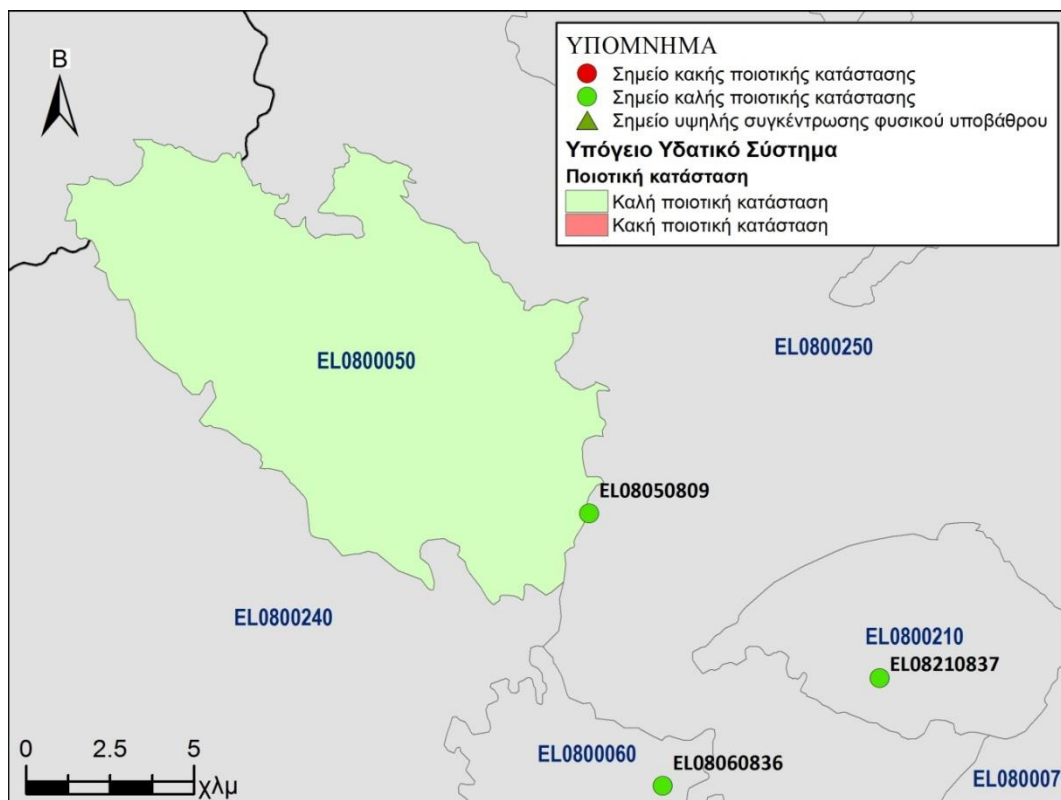 Β
ΥΠΟΜΝΗΜΑ
Σημείο κακής ποιοτικής κατάστασης
Σημείο καλής ποιοτικής κατάστασης
Σημείο υψηλής συγκέντρωσης φυσικού υποβάθρου
Υπόγειο Υδατικό Σύστημα
Ποιοτική κατάσταση
Καλή ποιοτική κατάσταση
Κακή ποιοτική κατάσταση
EL0800050
EL0800250
EL08050809
EL0800240
EL0800210
EL08210837
EL0800060
EL08060836
EL080007
0 2.5 5
χλμ